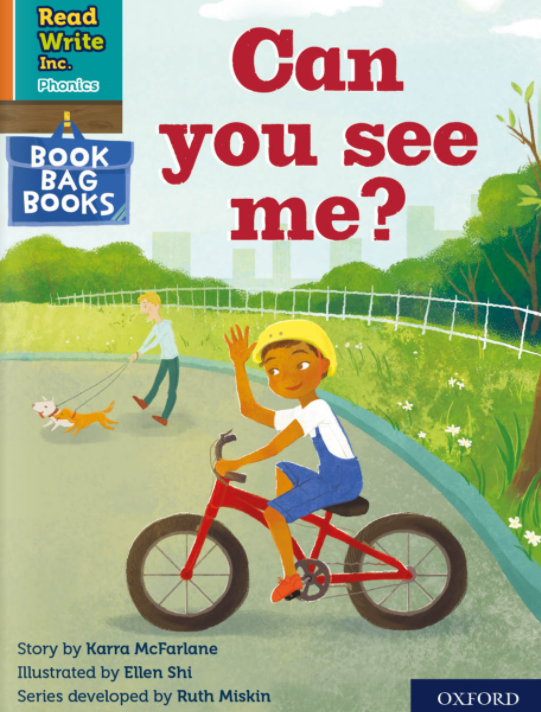 Read
Write
Inc.
Phonics
BOOK
BAG
BOOKS
Can
you see
me?
Story by Karra McFarlane
Illustrated by Ellen Shi
Series developed by Ruth Miskin
OXFORD